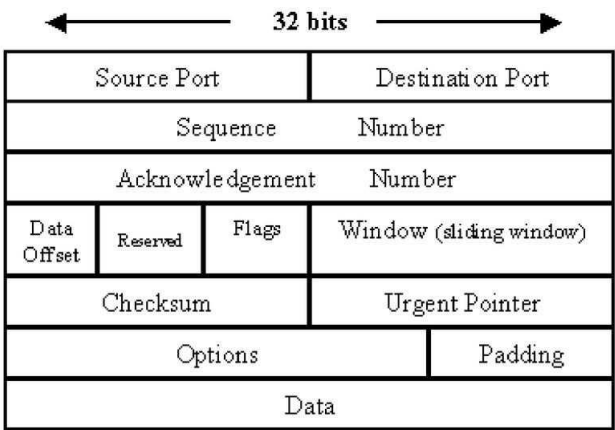 32 bits
Source Port Destination Port
Sequence Number
Acknowledgement Number
Data Offset Reserved Flags Window (sliding window)
Checksum Urgent Pointer
Options Padding
Data